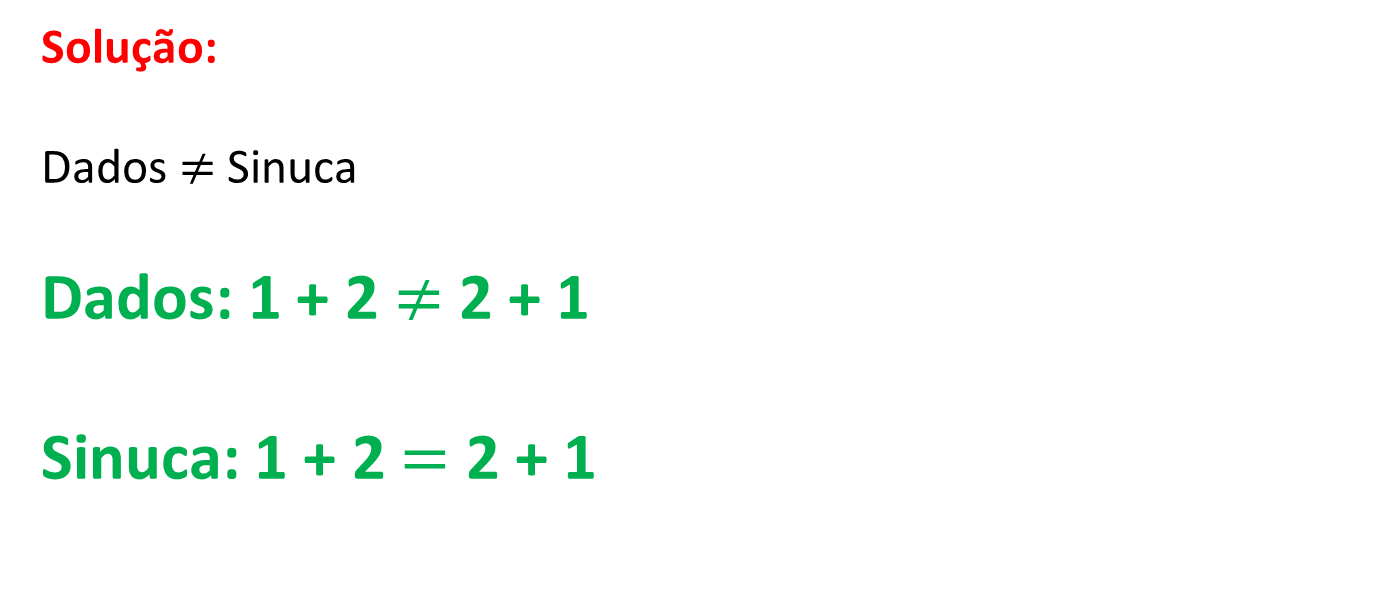 Solução:
Dados ≠ Sinuca
Dados: 1 + 2 ≠ 2 + 1
Sinuca: 1 + 2 = 2 + 1